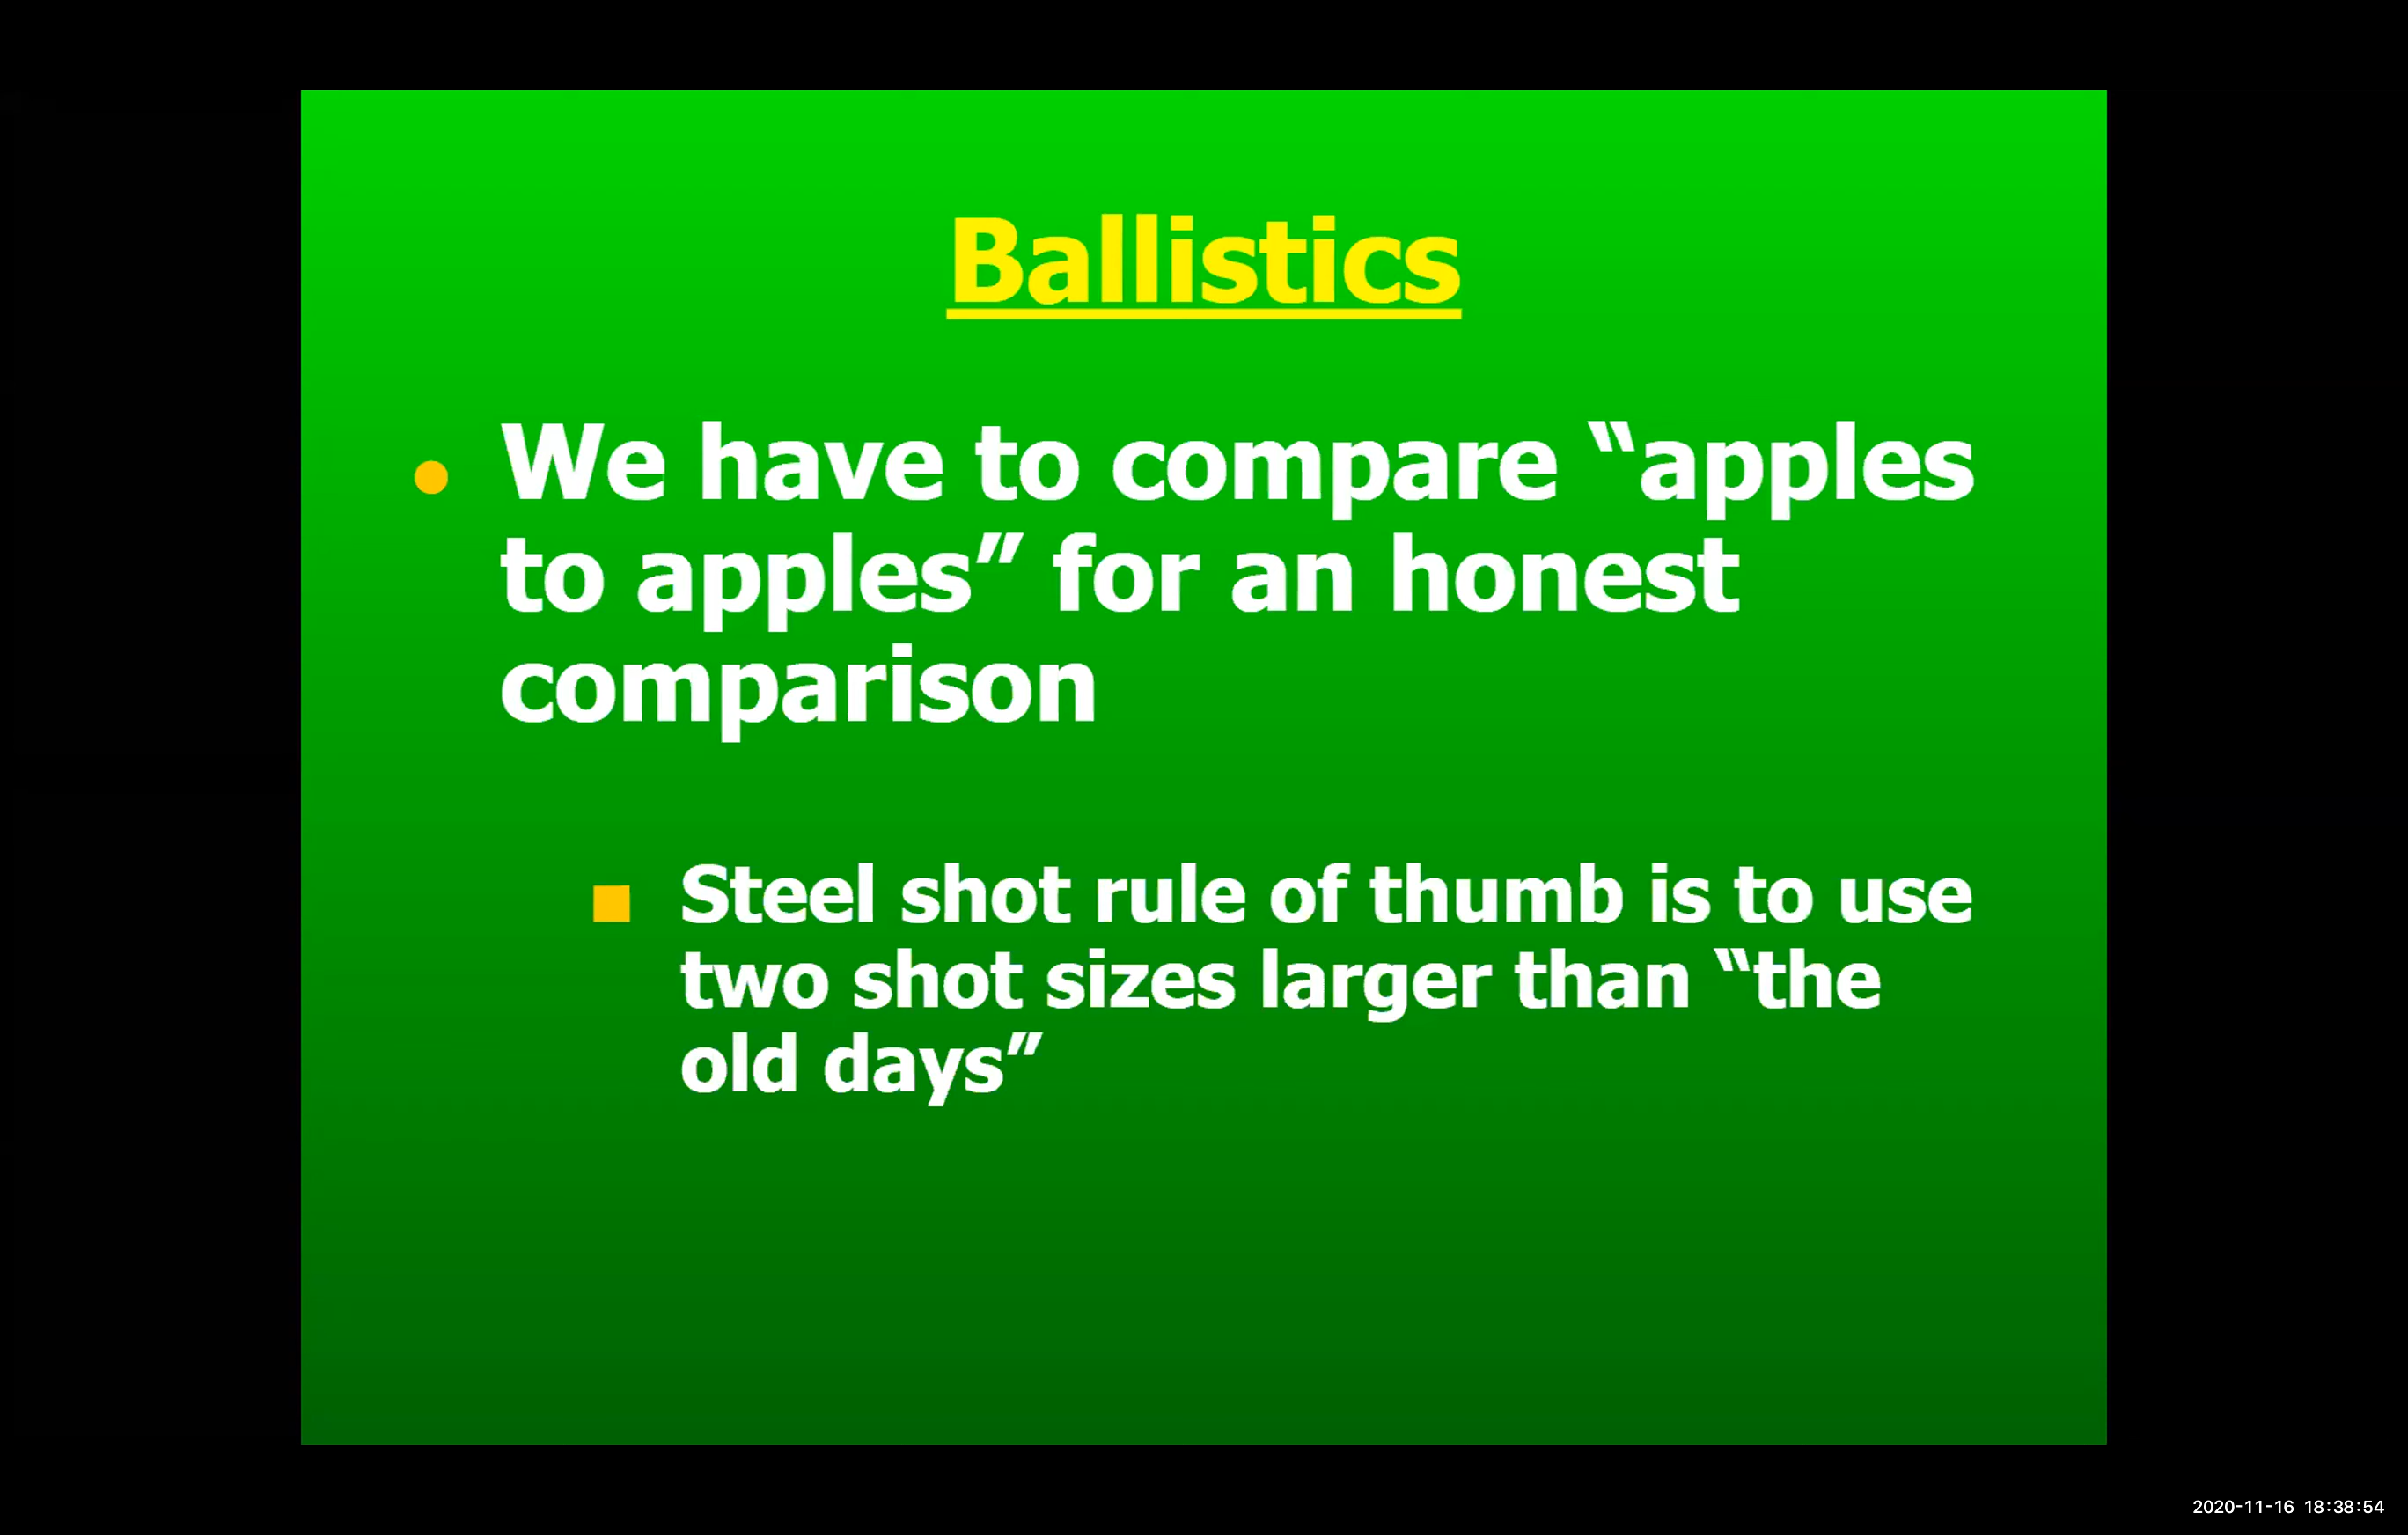 Ballistics
We have to compare “apples
to apples” for an honest
comparison
Steel shot rule of thumb is to use
two shot sizes larger than “the
old days”
2020-11-16 18:38:54